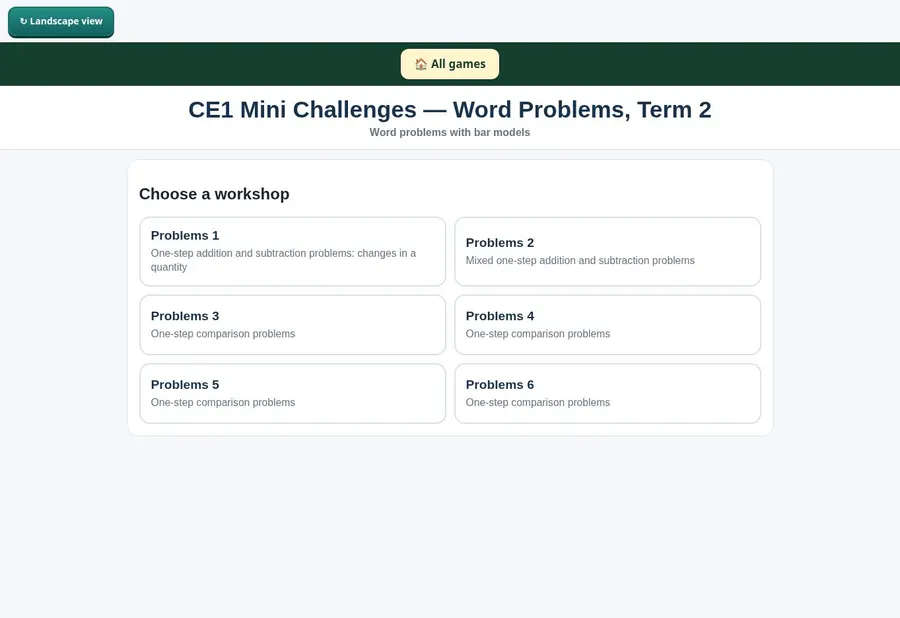 ↻ Landscape view
🏠 All games
CE1 Mini Challenges — Word Problems, Term 2
Word problems with bar models
Choose a workshop
Problems 1
One-step addition and subtraction problems: changes in a
quantity
Problems 2
Mixed one-step addition and subtraction problems
Problems 3
One-step comparison problems
Problems 4
One-step comparison problems
Problems 5
One-step comparison problems
Problems 6
One-step comparison problems